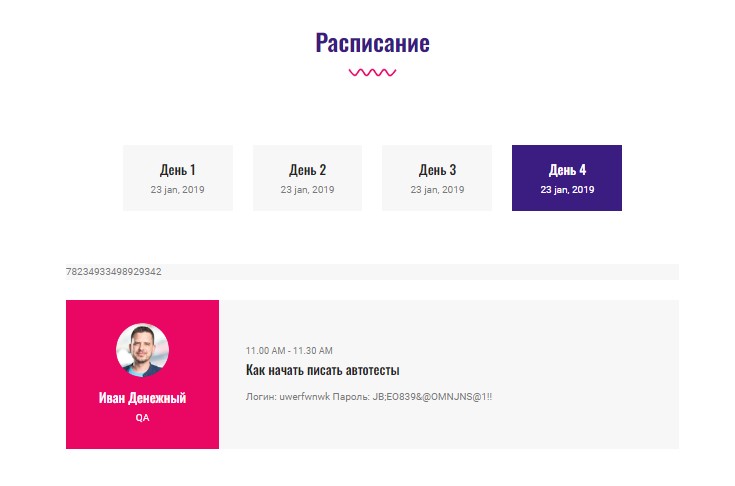 Расписание
День 1
23 jan, 2019
День 2
23 jan, 2019
День 3
23 jan, 2019
День 4
23 jan, 2019
78234933498929342
Иван Денежный
QA
11.00 AM - 11.30 AM
Как начать писать автотесты
Логин: uwerfwnwk Пароль: JB;EO839&@OMNJNS@1!!